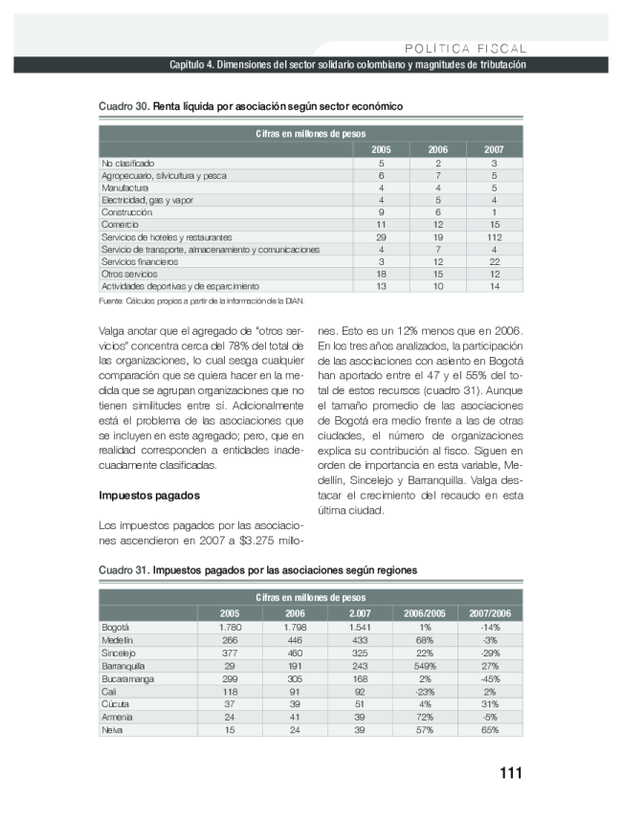 POLÍTICA FISCAL
Capítulo 4. Dimensiones del sector solidario colombiano y magnitudes de tributación
Cuadro 30. Renta líquida por asociación según sector económico
Cifras en millones de pesos
2005 2006 2007
No clasificado 5 2 3
Agropecuario, silvicultura y pesca 6 7 5
Manufactura 4 4 5
Electricidad, gas y vapor 4 5 4
Construcción 9 6 1
Comercio 11 12 15
Servicios de hoteles y restaurantes 29 19 112
Servicio de transporte, almacenamiento y comunicaciones 4 7 4
Servicios financieros 3 12 22
Otros servicios 18 15 12
Actividades deportivas y de esparcimiento 13 10 14
Fuente: Cálculos propios a partir de la información de la DIAN.
Valga anotar que el agregado de "otros ser-
vicios" concentra cerca del 78% del total de
las organizaciones, lo cual sesga cualquier
comparación que se quiera hacer en la me-
dida que se agrupan organizaciones que no
tienen similitudes entre sí. Adicionalmente
está el problema de las asociaciones que
se incluyen en este agregado; pero, que en
realidad corresponden a entidades inade-
cuadamente clasificadas.
Impuestos pagados
Los impuestos pagados por las asociacio-
nes ascendieron en 2007 a $3.275 millo-
nes. Esto es un 12% menos que en 2006.
En los tres años analizados, la participación
de las asociaciones con asiento en Bogotá
han aportado entre el 47 y el 55% del to-
tal de estos recursos (cuadro 31). Aunque
el tamaño promedio de las asociaciones
de Bogotá era medio frente a las de otras
ciudades, el número de organizaciones
explica su contribución al fisco. Siguen en
orden de importancia en esta variable, Me-
dellín, Sincelejo y Barranquilla. Valga des-
tacar el crecimiento del recaudo en esta
última ciudad.
Cuadro 31. Impuestos pagados por las asociaciones según regiones
Cifras en millones de pesos
2005 2006 2.007 2006/2005 2007/2006
Bogotá 1.780 1.798 1.541 1% -14%
Medellín 266 446 433 68% -3%
Sincelejo 377 460 325 22% -29%
Barranquilla 29 191 243 549% 27%
Bucaramanga 299 305 168 2% -45%
Cali 118 91 92 -23% 2%
Cúcuta 37 39 51 4% 31%
Armenia 24 41 39 72% -5%
Neiva 15 24 39 57% 65%
111